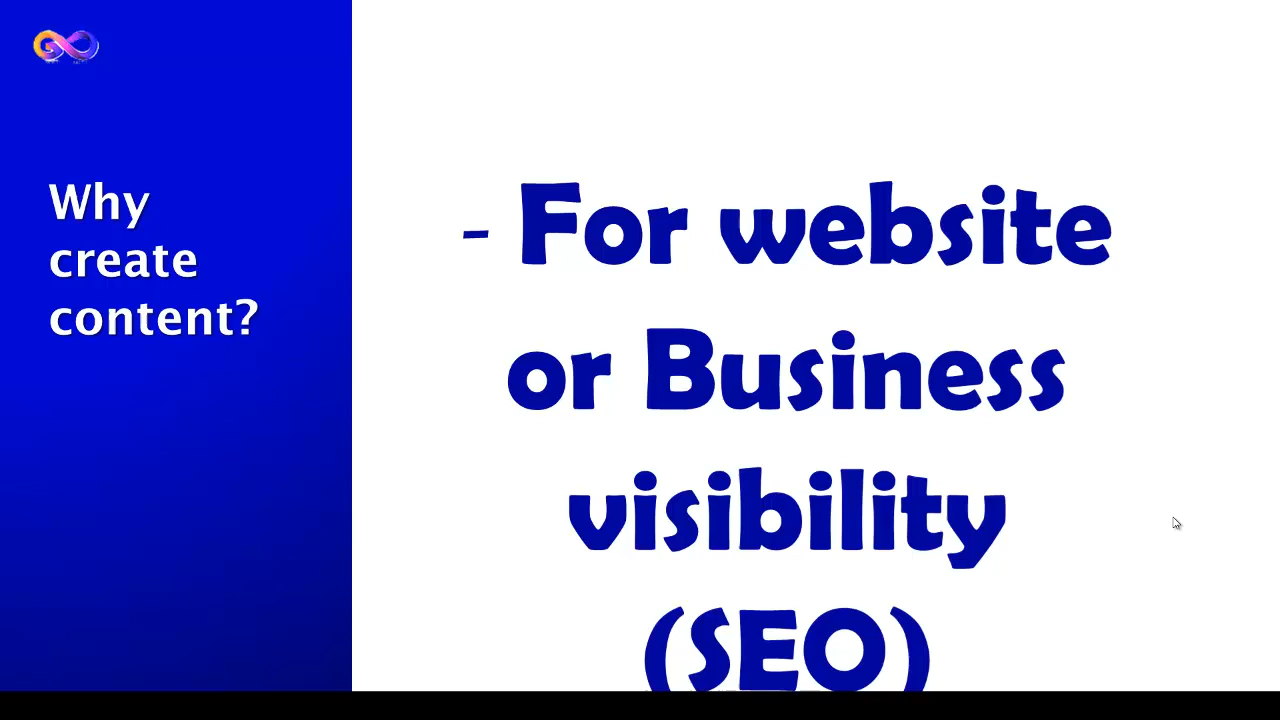 Why
create
content?
- For website
or Business
visibility
(SEO)